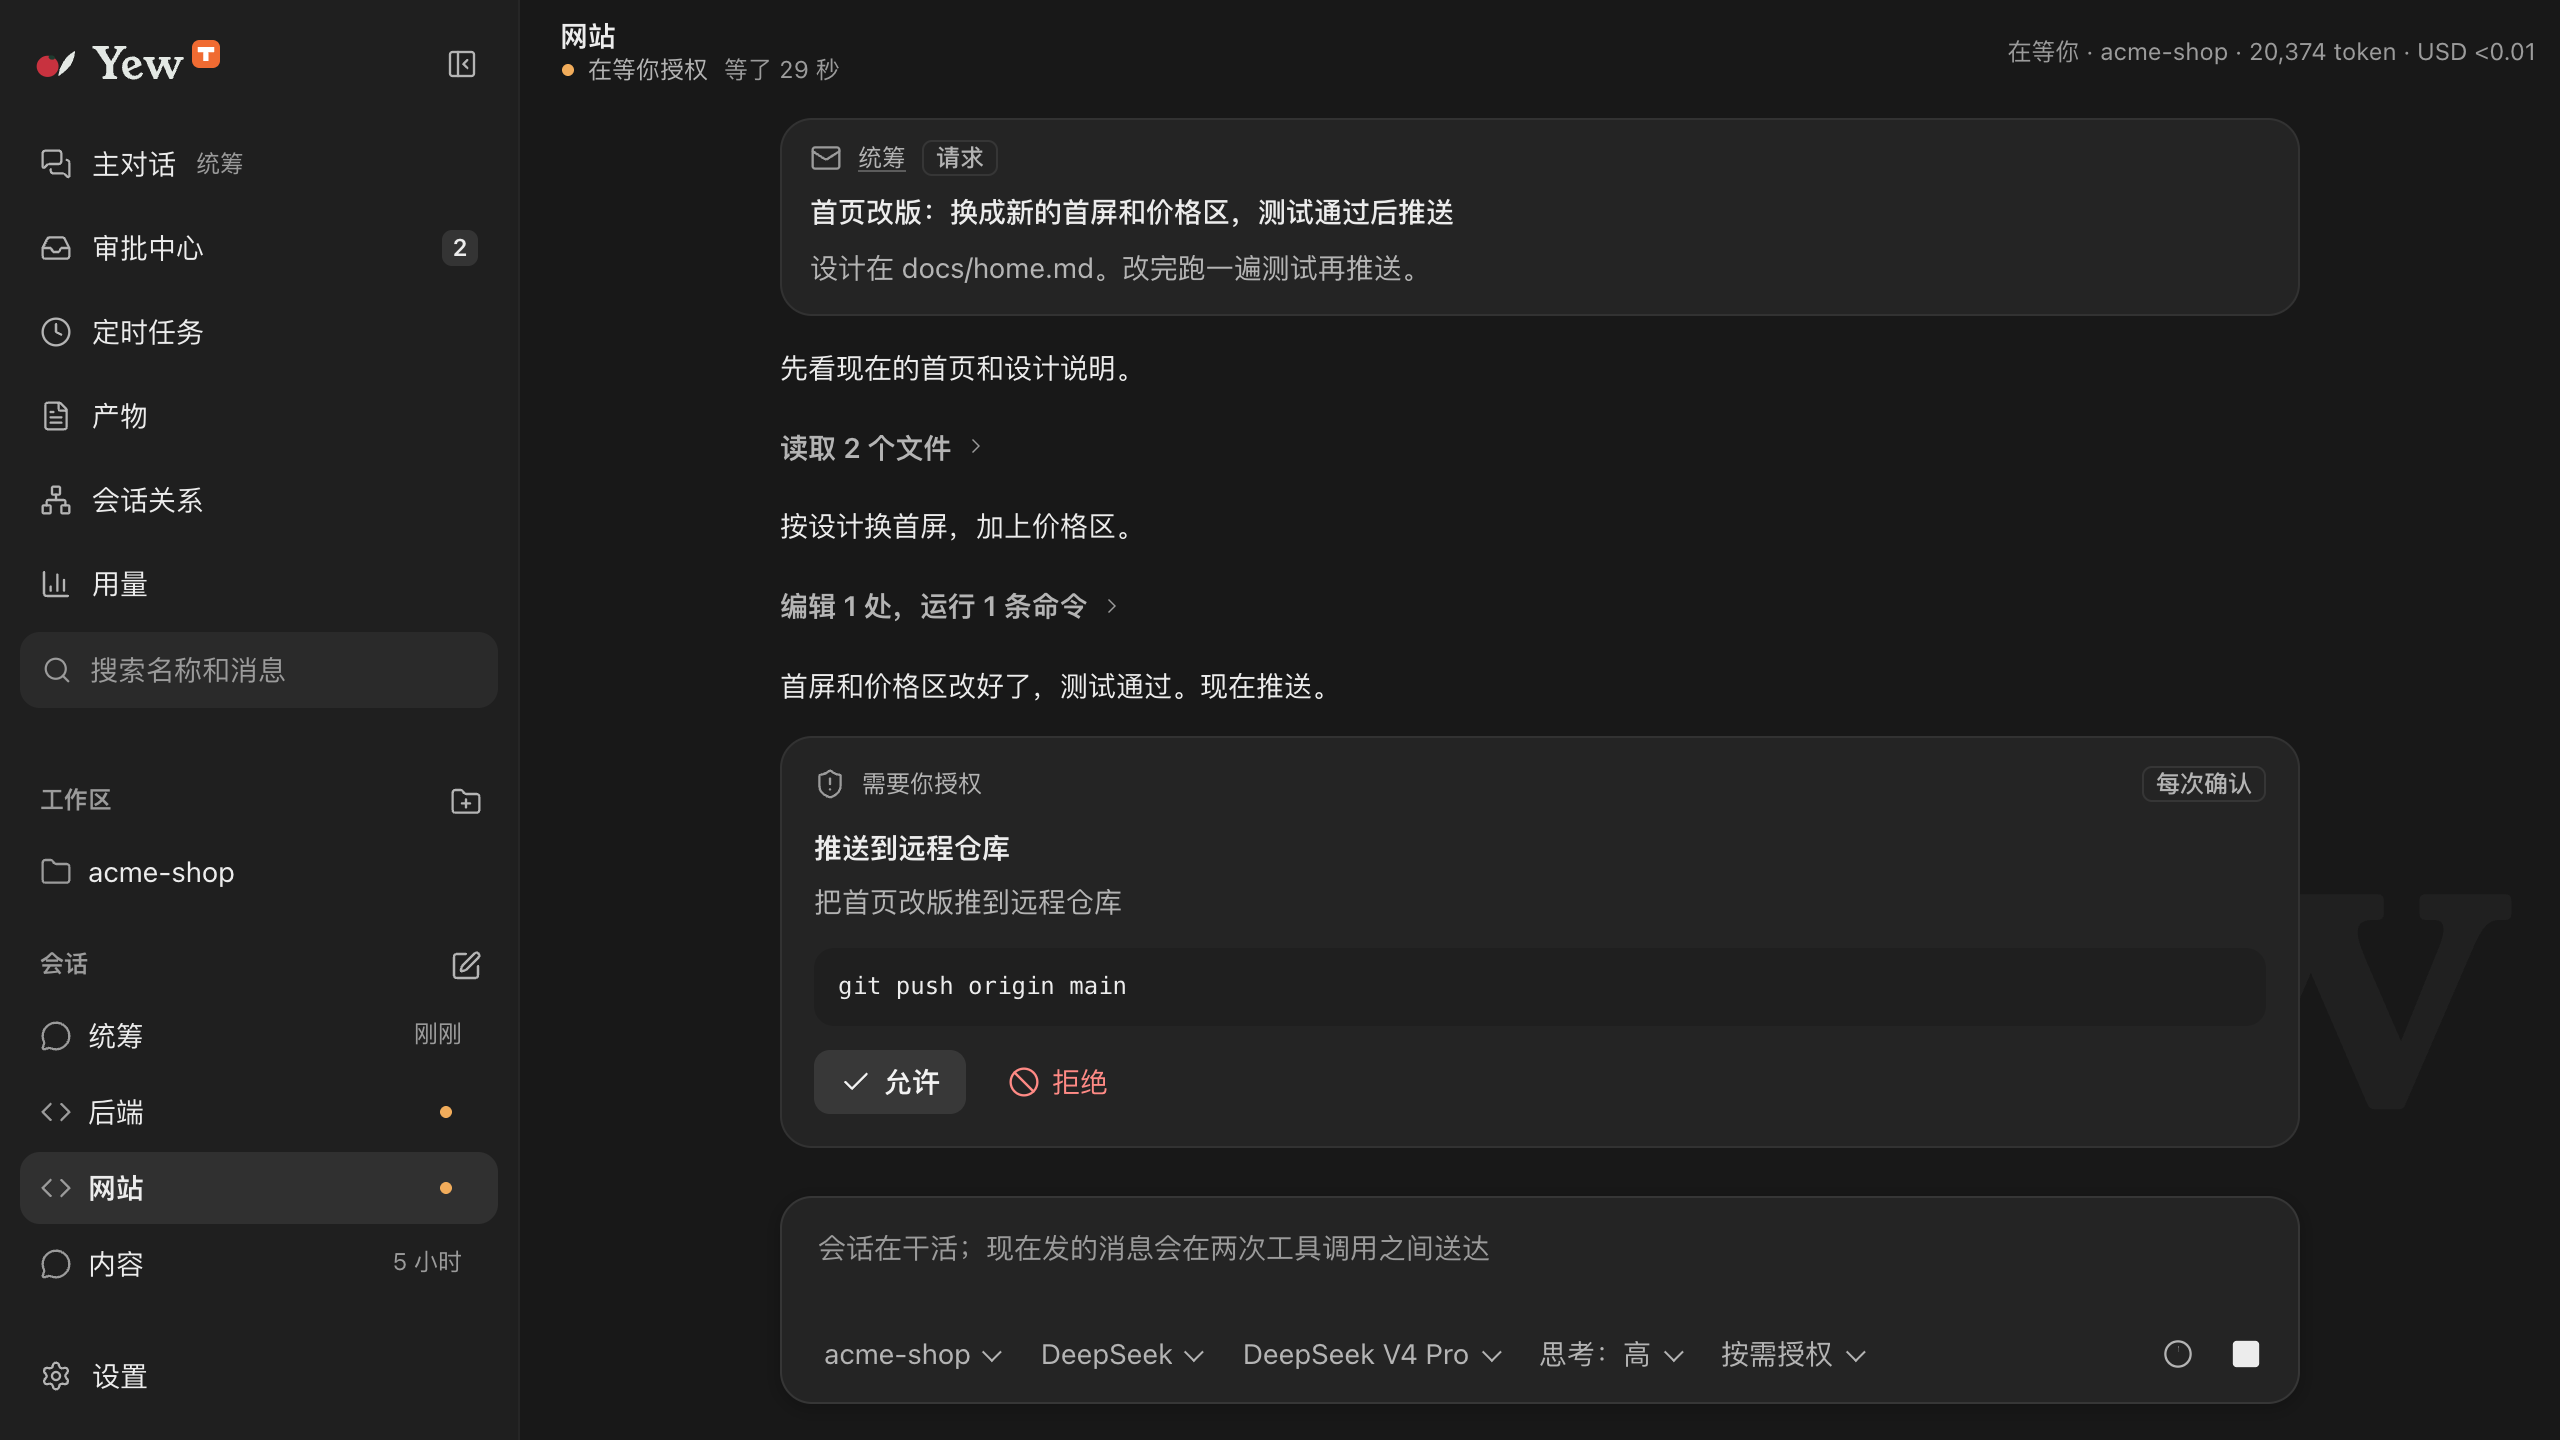 Yew T
主对话 统筹
审批中心 2
定时任务
产物
会话关系
用量
搜索名称和消息
工作区
acme-shop
会话
统筹 刚刚
后端
网站
内容 5 小时
设置
网站
在等你授权 等了 29 秒
在等你 · acme-shop · 20,374 token · USD <0.01
统筹 请求
首页改版：换成新的首屏和价格区，测试通过后推送
设计在 docs/home.md。改完跑一遍测试再推送。
先看现在的首页和设计说明。
读取 2 个文件
按设计换首屏，加上价格区。
编辑 1 处，运行 1 条命令
首屏和价格区改好了，测试通过。现在推送。
需要你授权 每次确认
推送到远程仓库
把首页改版推到远程仓库
git push origin main
允许 拒绝
会话在干活；现在发的消息会在两次工具调用之间送达
acme-shop DeepSeek DeepSeek V4 Pro 思考：高 按需授权